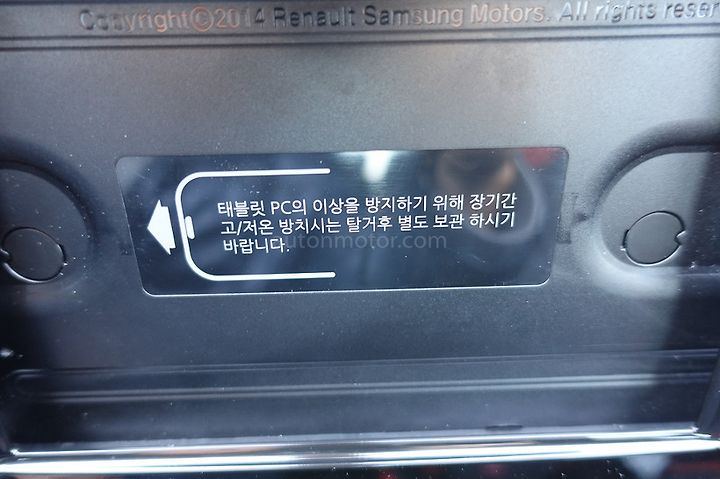 Copyright©2014 Renault Samsung Motors. All rights reser
태블릿 PC의 이상을 방지하기 위해 장기간
고/저온 방치시는 탈거후 별도 보관 하시기
바랍니다.
autonmotor.com